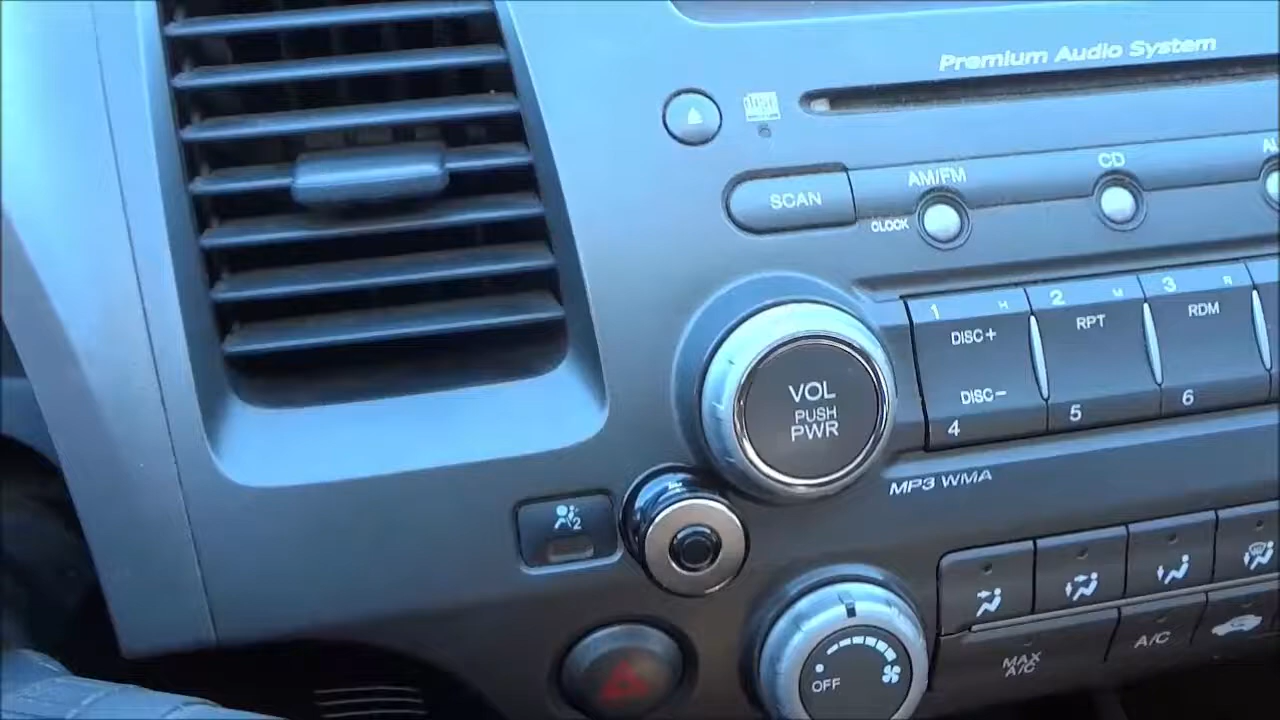 Premium Audio System
SCAN
AM/FM
CLOCK
CD
1
DISC+
DISC-
4
2
M
RPT
5
3
R
RDM
6
VOL
PUSH
PWR
MP3 WMA
2
OFF
MAX
A/C
A/C